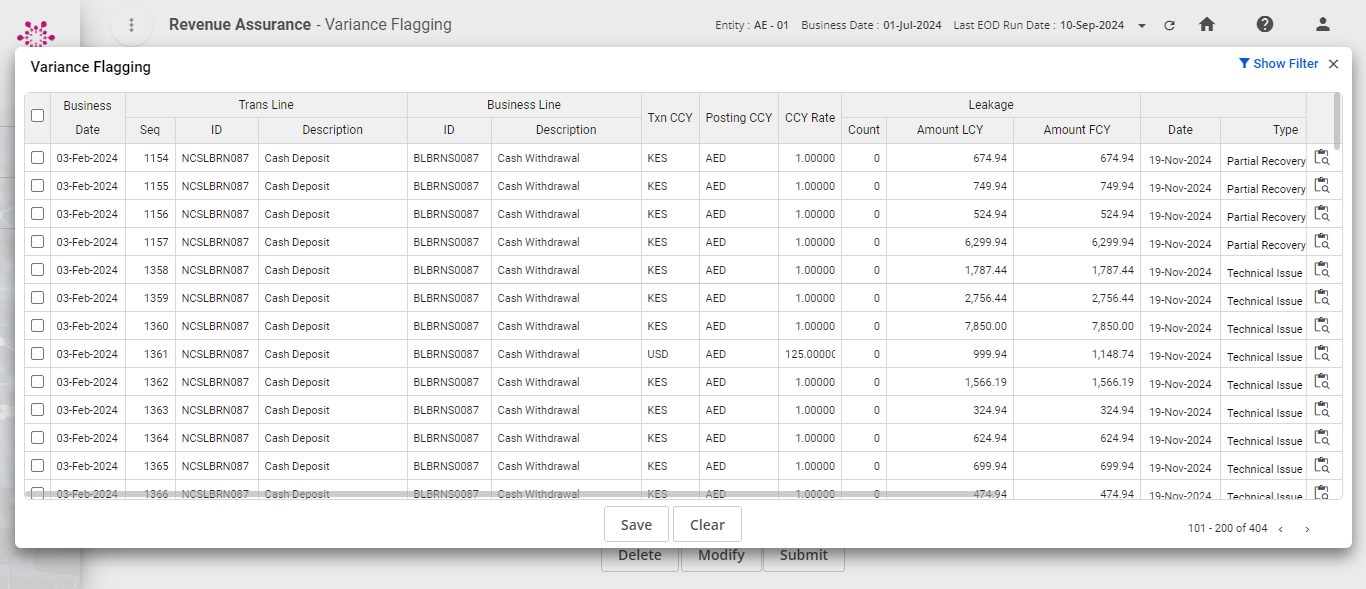 Revenue Assurance - Variance Flagging Entity : AE - 01 Business Date : 01-Jul-2024 Last EOD Run Date : 10-Sep-2024
Variance Flagging Show Filter
Business Trans Line Business Line Txn CCY Posting CCY CCY Rate Leakage
Date Seq ID Description ID Description Count Amount LCY Amount FCY Date Type
03-Feb-2024 1154 NCSLBRN087 Cash Deposit BLBRNS0087 Cash Withdrawal KES AED 1.00000 0 674.94 674.94 19-Nov-2024 Partial Recovery
03-Feb-2024 1155 NCSLBRN087 Cash Deposit BLBRNS0087 Cash Withdrawal KES AED 1.00000 0 749.94 749.94 19-Nov-2024 Partial Recovery
03-Feb-2024 1156 NCSLBRN087 Cash Deposit BLBRNS0087 Cash Withdrawal KES AED 1.00000 0 524.94 524.94 19-Nov-2024 Partial Recovery
03-Feb-2024 1157 NCSLBRN087 Cash Deposit BLBRNS0087 Cash Withdrawal KES AED 1.00000 0 6,299.94 6,299.94 19-Nov-2024 Partial Recovery
03-Feb-2024 1358 NCSLBRN087 Cash Deposit BLBRNS0087 Cash Withdrawal KES AED 1.00000 0 1,787.44 1,787.44 19-Nov-2024 Technical Issue
03-Feb-2024 1359 NCSLBRN087 Cash Deposit BLBRNS0087 Cash Withdrawal KES AED 1.00000 0 2,756.44 2,756.44 19-Nov-2024 Technical Issue
03-Feb-2024 1360 NCSLBRN087 Cash Deposit BLBRNS0087 Cash Withdrawal KES AED 1.00000 0 7,850.00 7,850.00 19-Nov-2024 Technical Issue
03-Feb-2024 1361 NCSLBRN087 Cash Deposit BLBRNS0087 Cash Withdrawal USD AED 125.00000 0 999.94 1,148.74 19-Nov-2024 Technical Issue
03-Feb-2024 1362 NCSLBRN087 Cash Deposit BLBRNS0087 Cash Withdrawal KES AED 1.00000 0 1,566.19 1,566.19 19-Nov-2024 Technical Issue
03-Feb-2024 1363 NCSLBRN087 Cash Deposit BLBRNS0087 Cash Withdrawal KES AED 1.00000 0 324.94 324.94 19-Nov-2024 Technical Issue
03-Feb-2024 1364 NCSLBRN087 Cash Deposit BLBRNS0087 Cash Withdrawal KES AED 1.00000 0 624.94 624.94 19-Nov-2024 Technical Issue
03-Feb-2024 1365 NCSLBRN087 Cash Deposit BLBRNS0087 Cash Withdrawal KES AED 1.00000 0 699.94 699.94 19-Nov-2024 Technical Issue
03-Feb-2024 1366 NCSLBRN087 Cash Deposit BLBRNS0087 Cash Withdrawal KES AED 1.00000 0 474.94 474.94 19-Nov-2024 Technical Issue
Save Clear 101 - 200 of 404
Delete Modify Submit